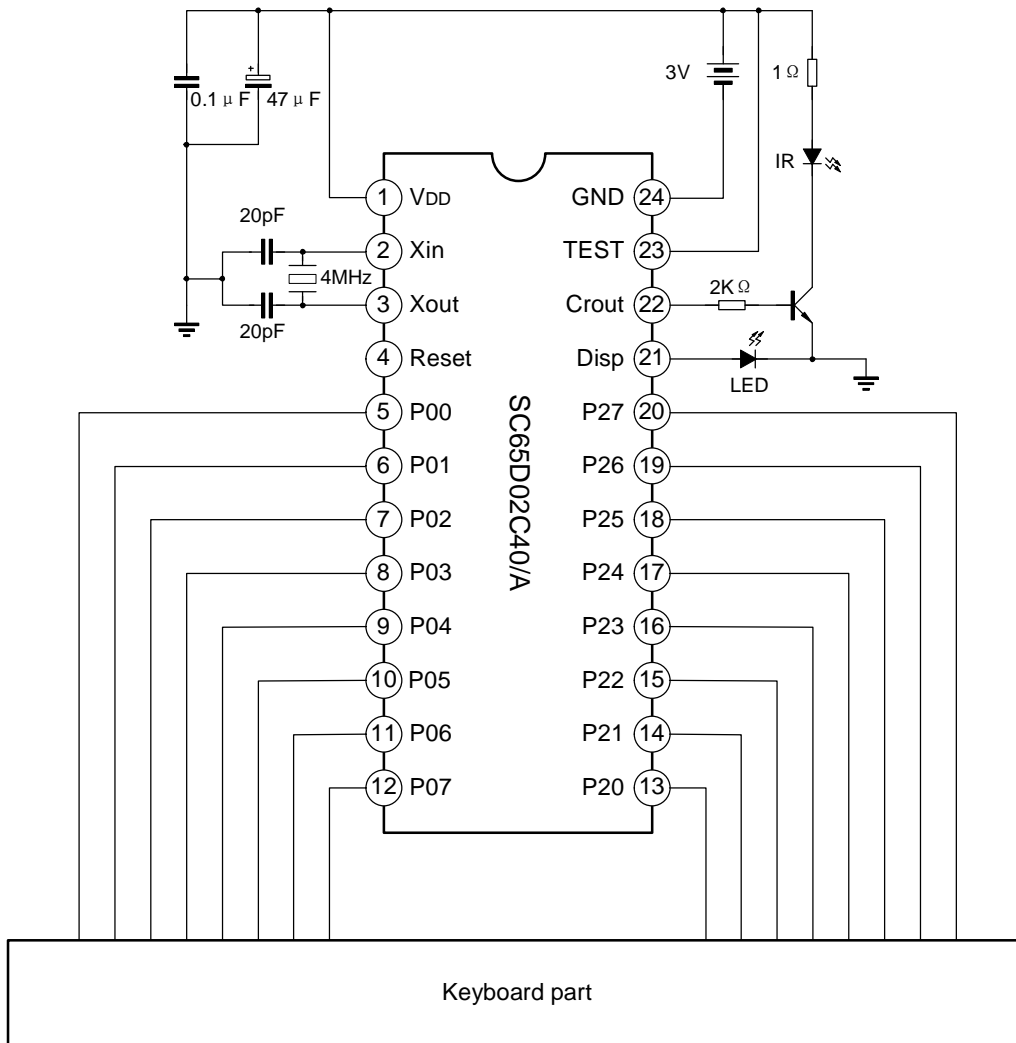 3V
1Ω
+
0.1μF
47μF
IR
1
VDD
GND
24
20pF
2
Xin
TEST
23
4MHz
2KΩ
3
Xout
Crout
22
20pF
4
Reset
Disp
21
LED
SC65D02C40/A
5
P00
P27
20
6
P01
P26
19
7
P02
P25
18
8
P03
P24
17
9
P04
P23
16
10
P05
P22
15
11
P06
P21
14
12
P07
P20
13
Keyboard part